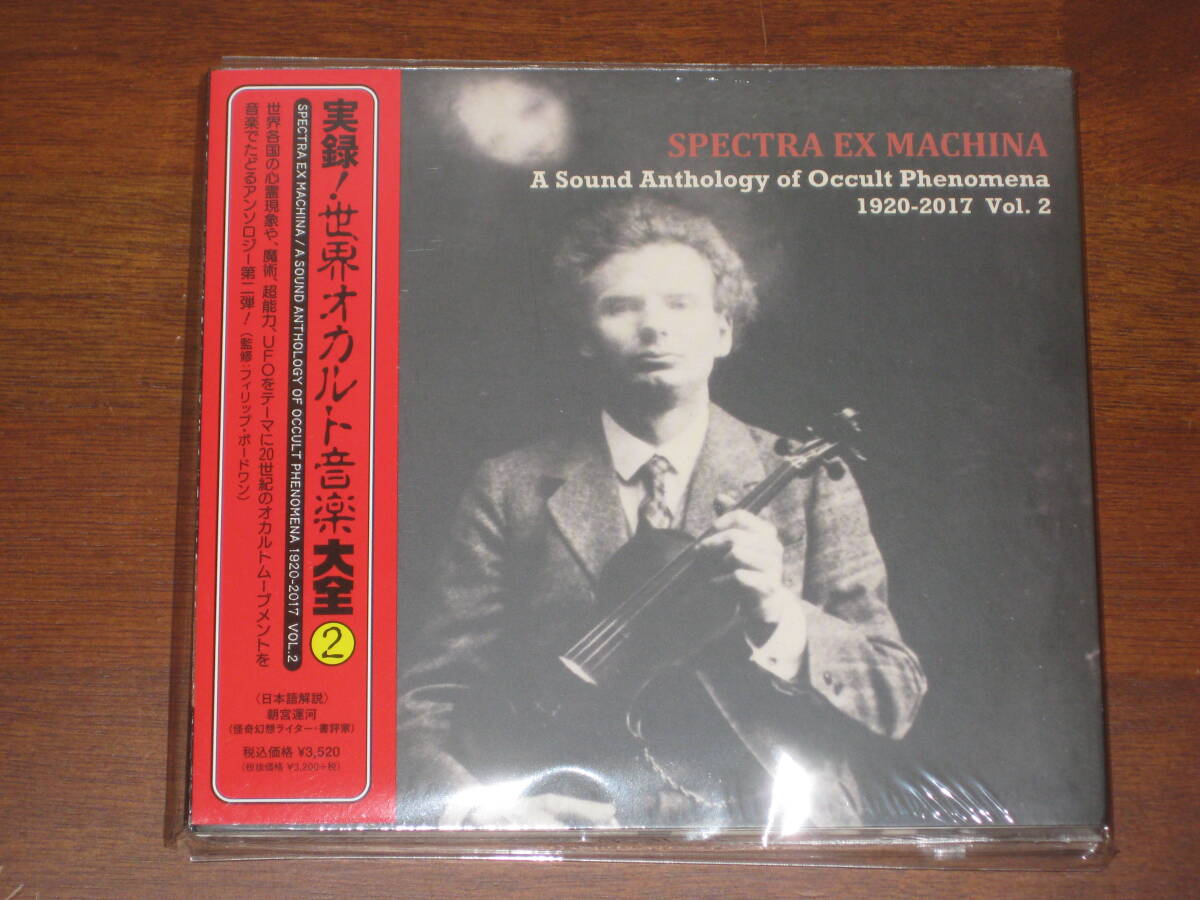 実録!世界オカルト音楽大全2
SPECTRA EX MACHINA / A SOUND ANTHOLOGY OF OCCULT PHENOMENA 1920-2017 VOL.2
世界各国の心霊現象や、魔術、超能力、UFOをテーマに20世紀のオカルトムーブメントを
音楽でたどるアンソロジー第二弾!(監修:フィリップ・ボードワン)
〈日本語解説〉
朝宮運河
(怪奇幻想ライター・書評家)
税込価格 ¥3,520
(税抜価格 ¥3,200+税)
SPECTRA EX MACHINA
A Sound Anthology of Occult Phenomena
1920-2017 Vol. 2